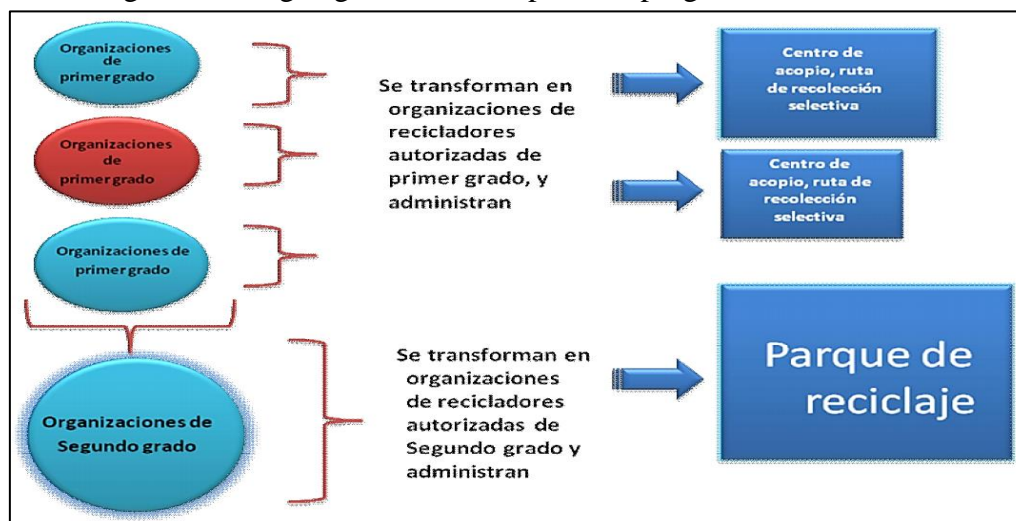 Organizaciones
de
primer grado
Organizaciones
de
primer grado
Organizaciones de
primer grado
Organizaciones de
Segundo grado
Se transforman en
organizaciones de
recicladores
autorizadas de
primer grado, y
administran
Se transforman en
organizaciones
de recicladores
autorizadas de
Segundo grado y
administran
Centro de
acopio, ruta
de recolección
selectiva
Centro de
acopio, ruta de
recolección
selectiva
Parque de
reciclaje